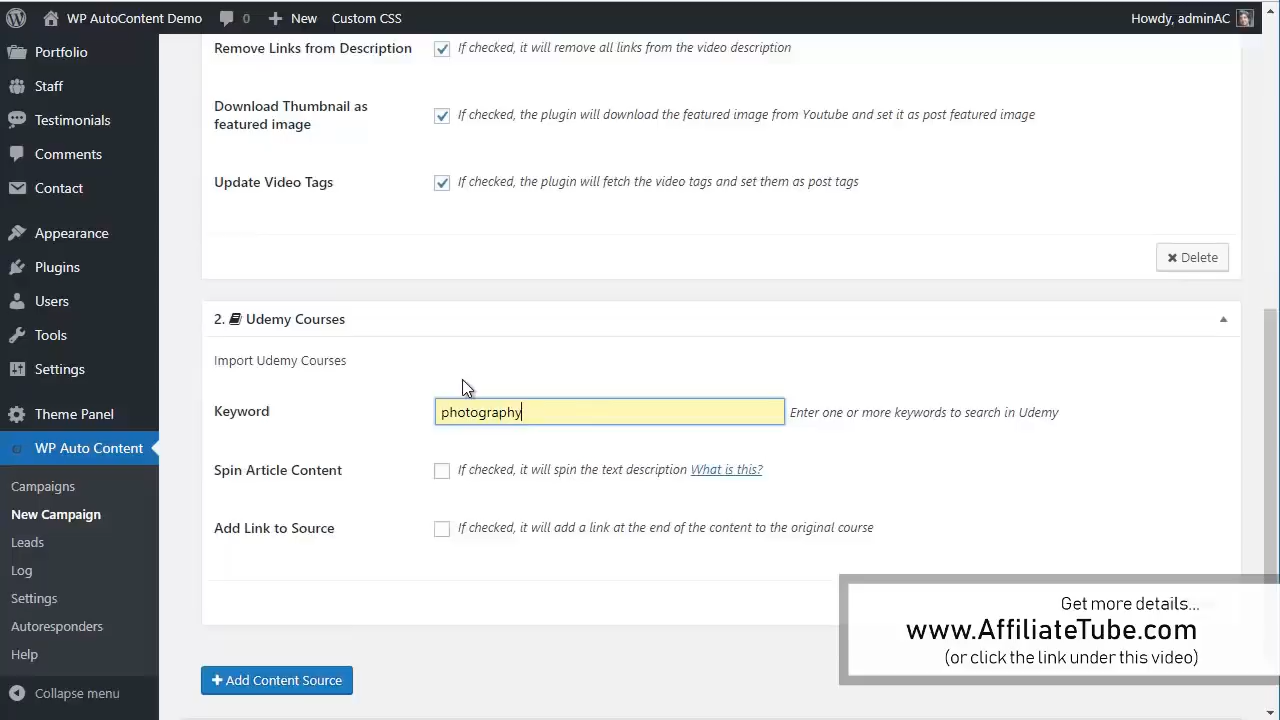 WP AutoContent Demo 0 New Custom CSS Howdy, adminAC
Portfolio
Staff
Testimonials
Comments
Contact
Appearance
Plugins
Users
Tools
Settings
Theme Panel
WP Auto Content
Campaigns
New Campaign
Leads
Log
Settings
Autoresponders
Help
Collapse menu
Remove Links from Description If checked, it will remove all links from the video description
Download Thumbnail as
featured image If checked, the plugin will download the featured image from Youtube and set it as post featured image
Update Video Tags If checked, the plugin will fetch the video tags and set them as post tags
Delete
2. Udemy Courses
Import Udemy Courses
Keyword photography Enter one or more keywords to search in Udemy
Spin Article Content If checked, it will spin the text description What is this?
Add Link to Source If checked, it will add a link at the end of the content to the original course
Add Content Source
Get more details...
www.AffiliateTube.com
(or click the link under this video)